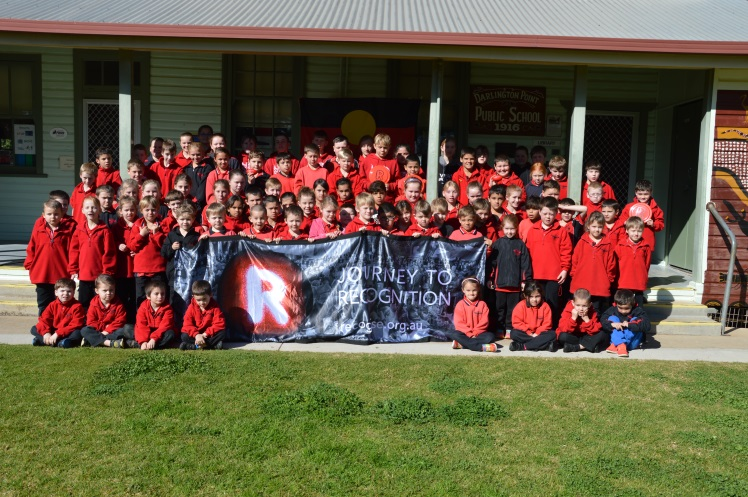 DARLINGTON POINT
PUBLIC SCHOOL
1916
R
JOURNEY TO
RECOGNITION
recognise.org.au